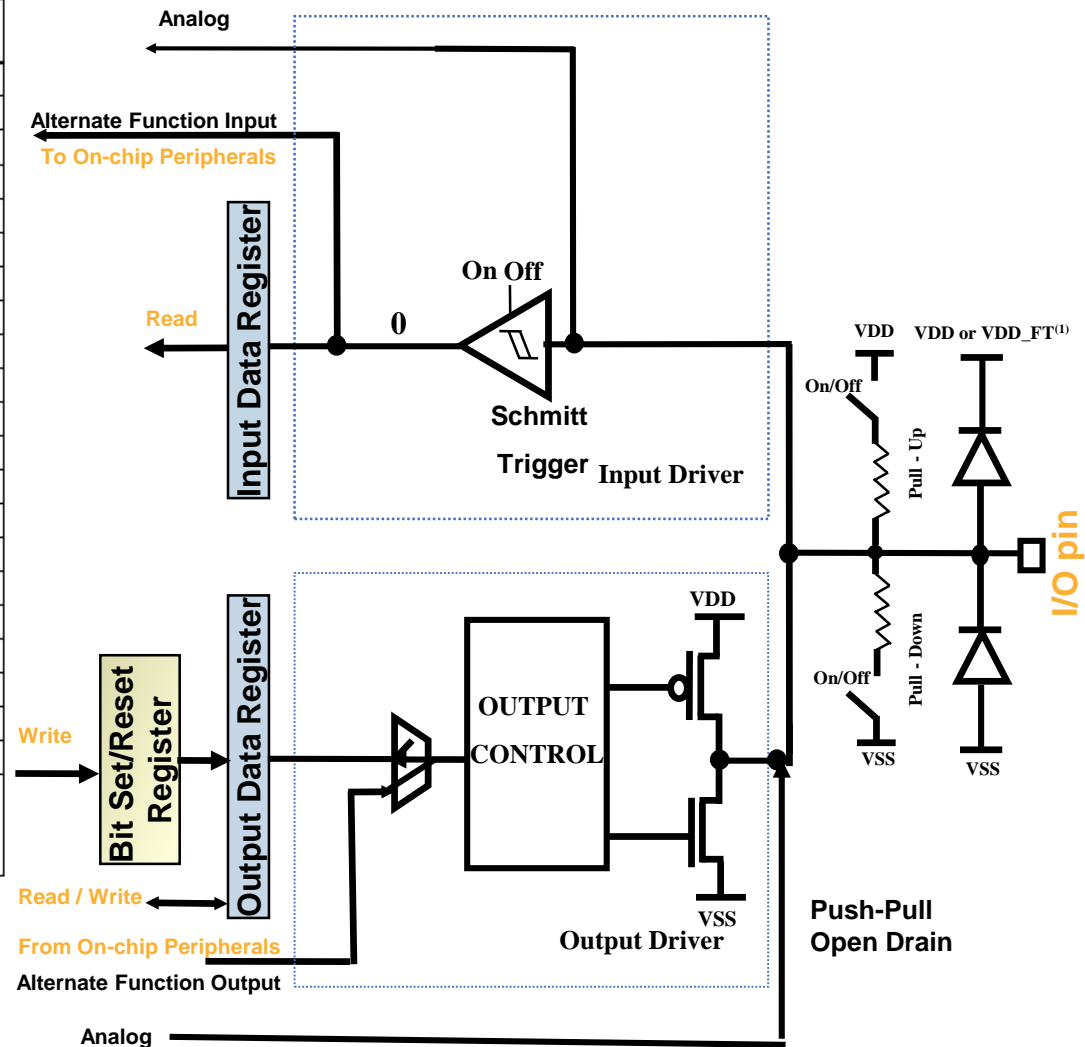 Analog
Alternate Function Input
To On-chip Peripherals
Input Data Register
Read
0
On Off
Schmitt
Trigger
Input Driver
VDD
VDD or VDD_FT(1)
On/Off
Pull - Up
I/O pin
Pull - Down
On/Off
VSS
VSS
Write
Bit Set/Reset
Register
Output Data Register
OUTPUT
CONTROL
VDD
VSS
Output Driver
Push-Pull
Open Drain
Read / Write
From On-chip Peripherals
Alternate Function Output
Analog